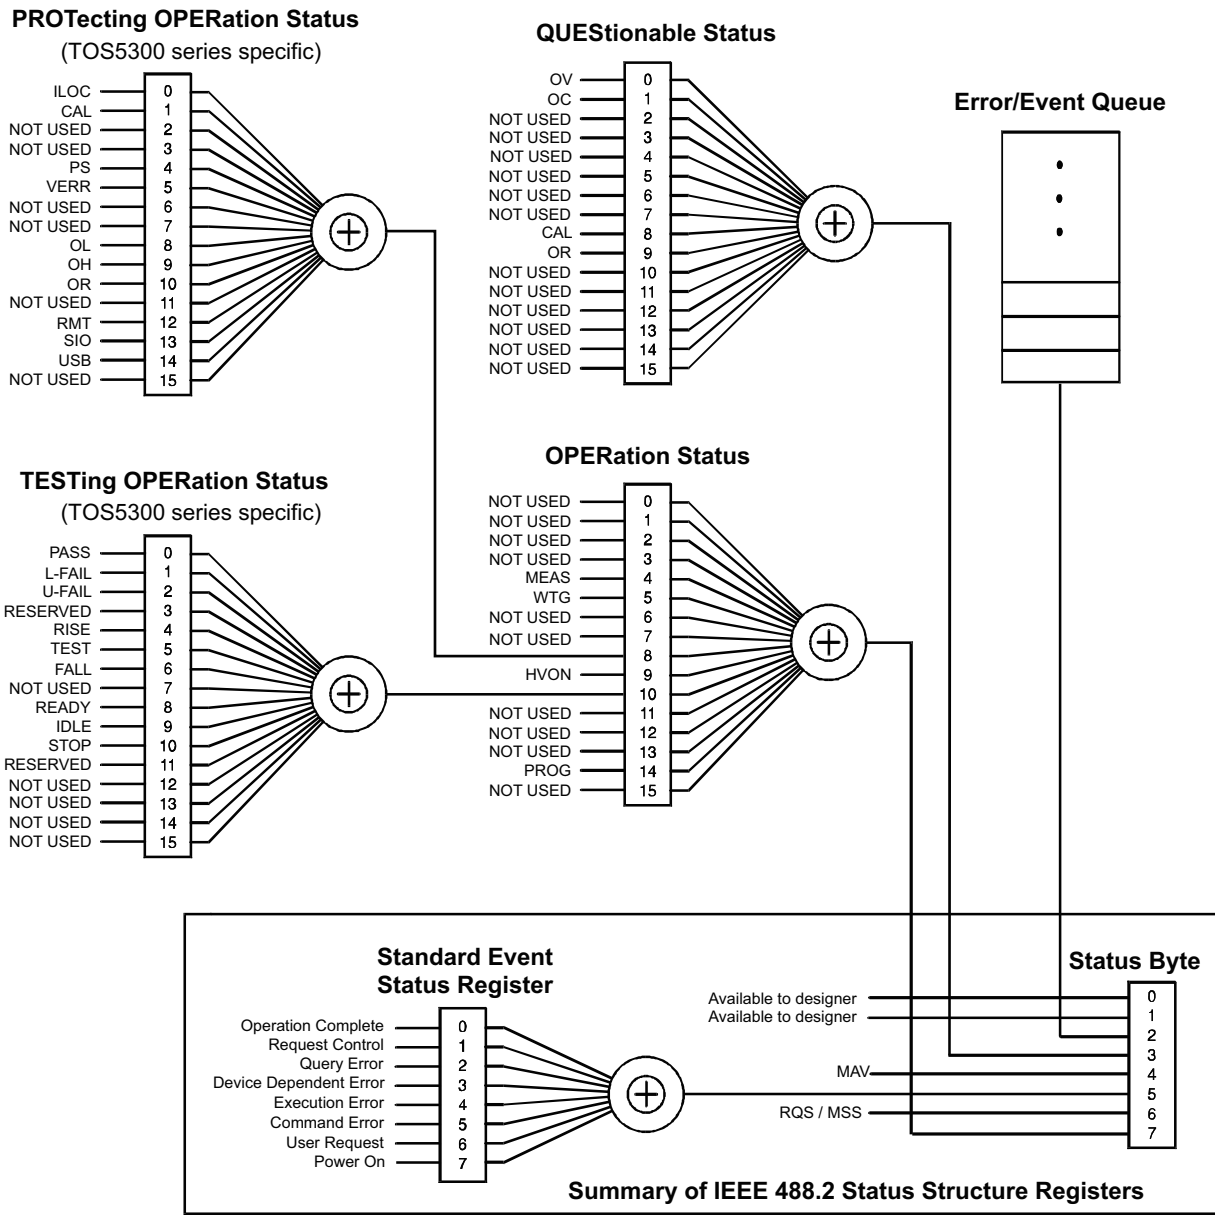 PROTecting OPERation Status
(TOS5300 series specific)
ILOC 0
CAL 1
NOT USED 2
NOT USED 3
PS 4
VERR 5
NOT USED 6
NOT USED 7
OL 8
OH 9
OR 10
NOT USED 11
RMT 12
SIO 13
USB 14
NOT USED 15
QUEStionable Status
OV 0
OC 1
NOT USED 2
NOT USED 3
NOT USED 4
NOT USED 5
NOT USED 6
NOT USED 7
CAL 8
OR 9
NOT USED 10
NOT USED 11
NOT USED 12
NOT USED 13
NOT USED 14
NOT USED 15
Error/Event Queue
TESTing OPERation Status
(TOS5300 series specific)
PASS 0
L-FAIL 1
U-FAIL 2
RESERVED 3
RISE 4
TEST 5
FALL 6
NOT USED 7
READY 8
IDLE 9
STOP 10
RESERVED 11
NOT USED 12
NOT USED 13
NOT USED 14
NOT USED 15
OPERation Status
NOT USED 0
NOT USED 1
NOT USED 2
NOT USED 3
MEAS 4
WTG 5
NOT USED 6
NOT USED 7
8
HVON 9
10
NOT USED 11
NOT USED 12
NOT USED 13
PROG 14
NOT USED 15
Standard Event
Status Register
Operation Complete 0
Request Control 1
Query Error 2
Device Dependent Error 3
Execution Error 4
Command Error 5
User Request 6
Power On 7
Status Byte
Available to designer 0
Available to designer 1
2
3
MAV 4
5
RQS / MSS 6
7
Summary of IEEE 488.2 Status Structure Registers